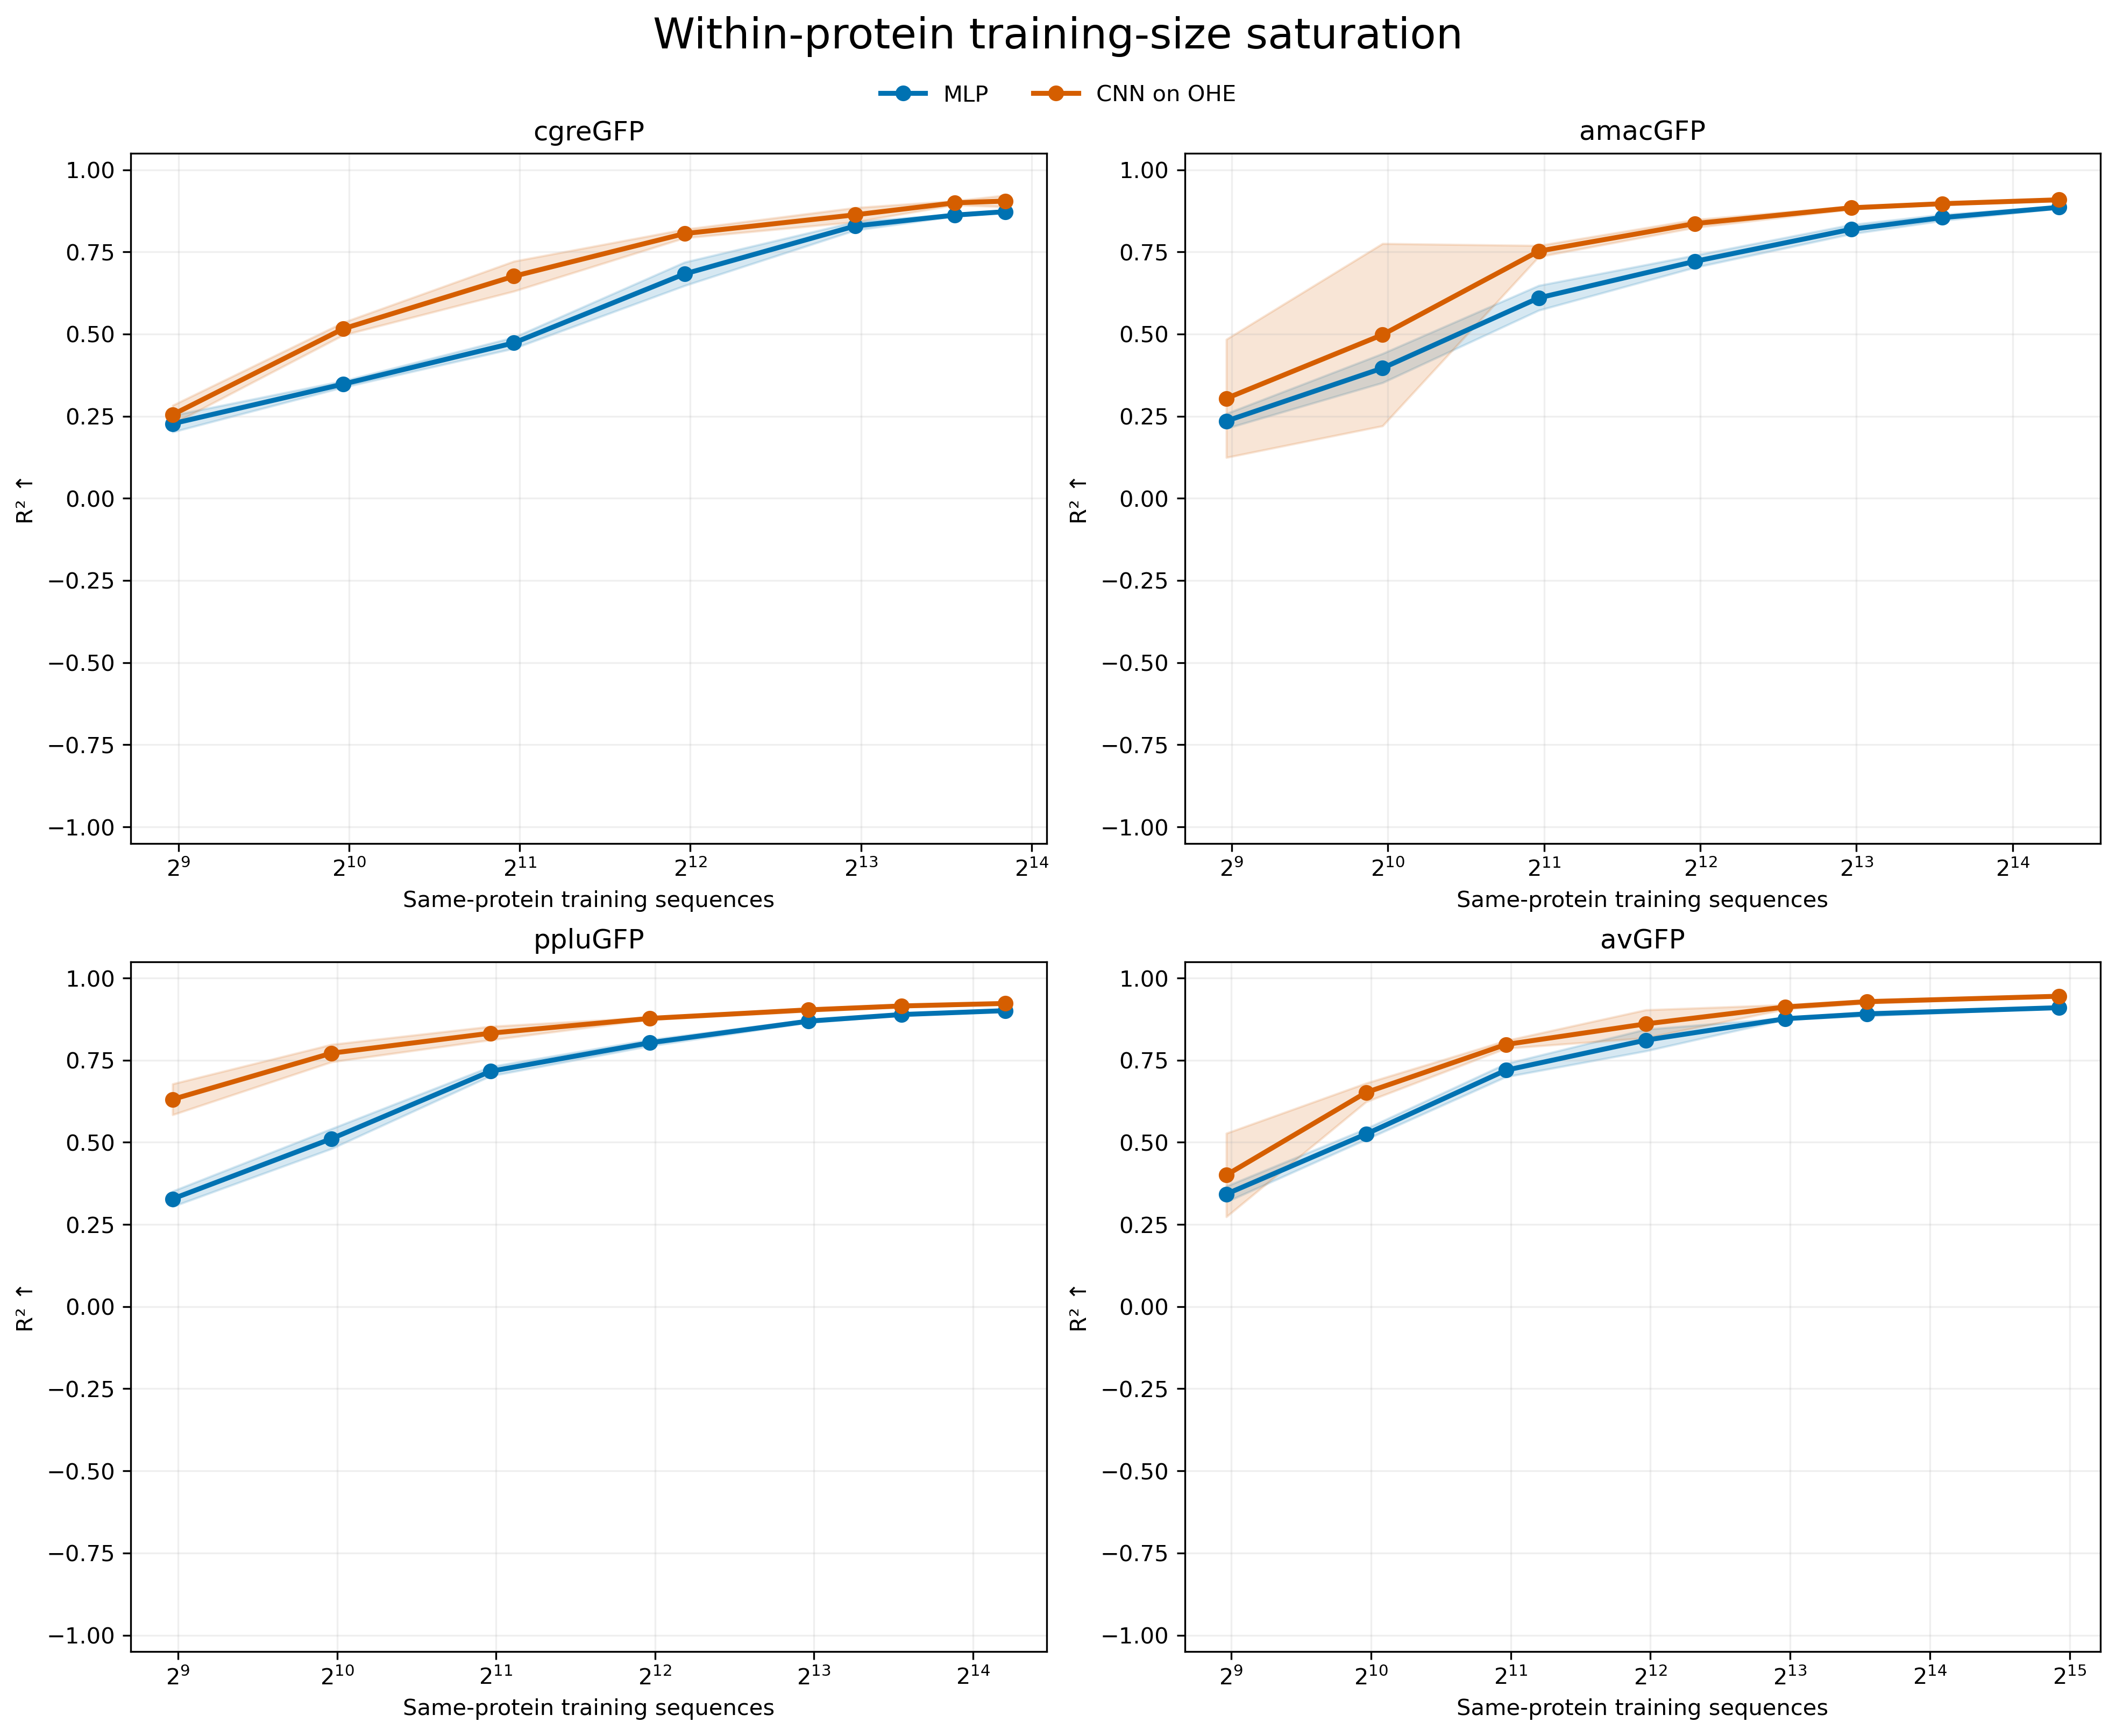 Within-protein training-size saturation
MLP
CNN on OHE
cgreGFP
1.00
0.75
0.50
0.25
0.00
−0.25
−0.50
−0.75
−1.00
R² ↑
2⁹ 2¹⁰ 2¹¹ 2¹² 2¹³ 2¹⁴
Same-protein training sequences
amacGFP
1.00
0.75
0.50
0.25
0.00
−0.25
−0.50
−0.75
−1.00
R² ↑
2⁹ 2¹⁰ 2¹¹ 2¹² 2¹³ 2¹⁴
Same-protein training sequences
ppluGFP
1.00
0.75
0.50
0.25
0.00
−0.25
−0.50
−0.75
−1.00
R² ↑
2⁹ 2¹⁰ 2¹¹ 2¹² 2¹³ 2¹⁴
Same-protein training sequences
avGFP
1.00
0.75
0.50
0.25
0.00
−0.25
−0.50
−0.75
−1.00
R² ↑
2⁹ 2¹⁰ 2¹¹ 2¹² 2¹³ 2¹⁴ 2¹⁵
Same-protein training sequences